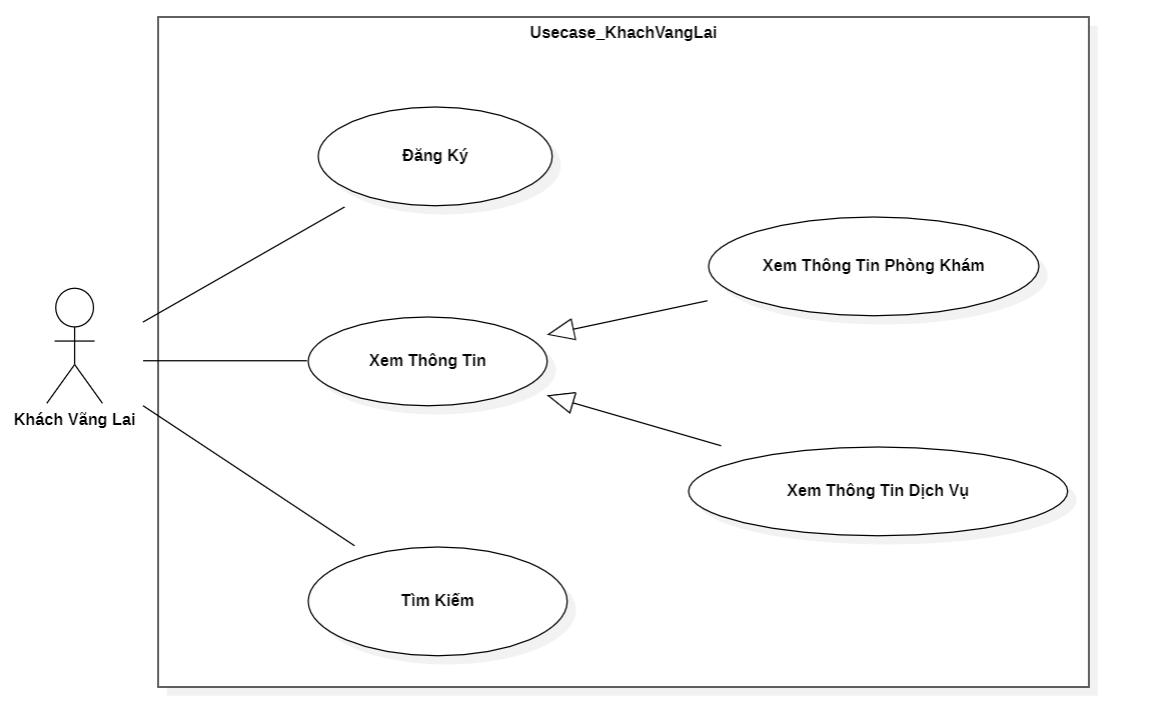 Usecase_KhachVangLai
Đăng Ký
Xem Thông Tin Phòng Khám
Xem Thông Tin
Khách Vãng Lai
Xem Thông Tin Dịch Vụ
Tìm Kiếm